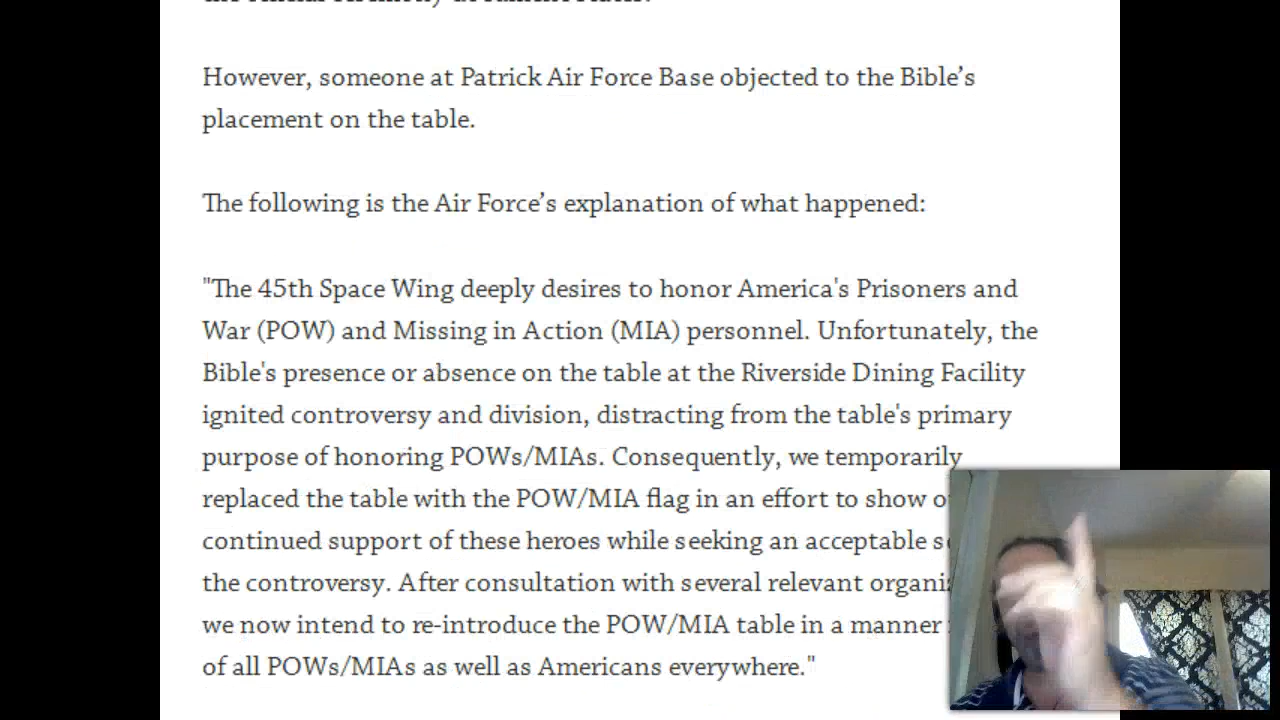 However, someone at Patrick Air Force Base objected to the Bible’s
placement on the table.
The following is the Air Force’s explanation of what happened:
"The 45th Space Wing deeply desires to honor America's Prisoners and
War (POW) and Missing in Action (MIA) personnel. Unfortunately, the
Bible's presence or absence on the table at the Riverside Dining Facility
ignited controversy and division, distracting from the table's primary
purpose of honoring POWs/MIAs. Consequently, we temporarily
replaced the table with the POW/MIA flag in an effort to show
continued support of these heroes while seeking an acceptable
the controversy. After consultation with several relevant
we now intend to re-introduce the POW/MIA table in a manner
of all POWs/MIAs as well as Americans everywhere."